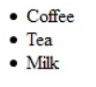 • Coffee
• Tea
• Milk